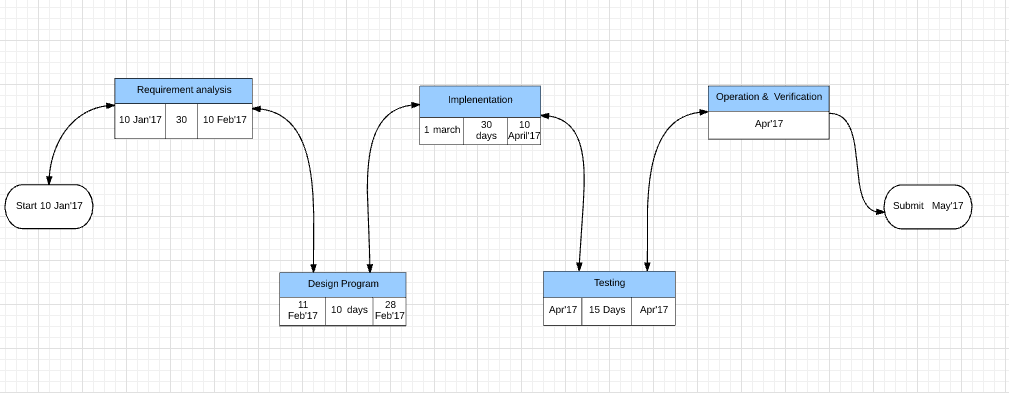 Requirement analysis
10 Jan'17
30
10 Feb'17
Start 10 Jan'17
Design Program
11
Feb'17
10 days
28
Feb'17
Implenentation
1 march
30
days
10
April'17
Testing
Apr'17
15 Days
Apr'17
Operation & Verification
Apr'17
Submit May'17